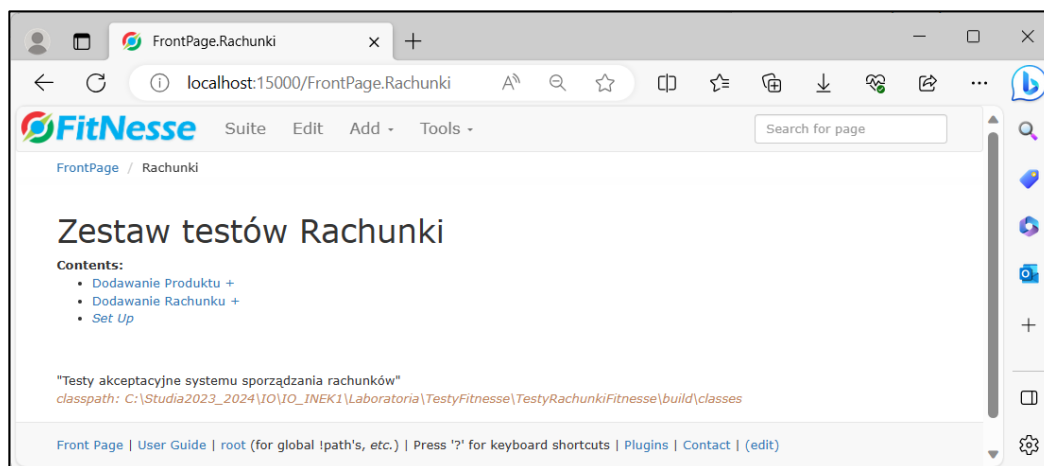 FrontPage.Rachunki
localhost:15000/FrontPage.Rachunki
FitNesse Suite Edit Add Tools Search for page
FrontPage / Rachunki
Zestaw testów Rachunki
Contents:
• Dodawanie Produktu +
• Dodawanie Rachunku +
• Set Up
"Testy akceptacyjne systemu sporządzania rachunków"
classpath: C:\Studia2023_2024\IO\IO_INEK1\Laboratoria\TestyFitnesse\TestyRachunkiFitnesse\build\classes
Front Page | User Guide | root (for global !path's, etc.) | Press '?' for keyboard shortcuts | Plugins | Contact | (edit)